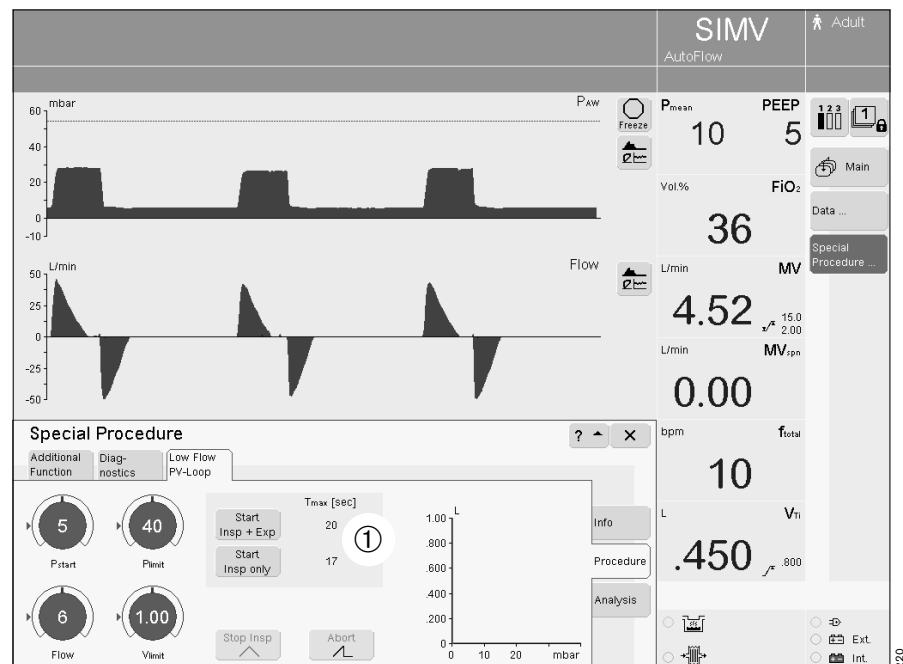 SIMV
AutoFlow
Adult
mbar
PAW
60
40
20
0
-10
Freeze
Pmean
PEEP
10
5
1 2 3
1
Main
Vol.%
FiO2
36
Data ...
Special
Procedure ...
L/min
Flow
50
25
0
-25
-50
L/min
MV
4.52
15.0
2.00
L/min
MVspn
0.00
Special Procedure
?
Additional
Function
Diag-
nostics
Low Flow
PV-Loop
bpm
ftotal
10
5
Pstart
40
Plimit
6
Flow
1.00
Vlimit
Tmax [sec]
Start
Insp + Exp
20
Start
Insp only
17
①
Stop Insp
Abort
L
1.00
.800
.600
.400
.200
0
0 10 20 mbar
Info
Procedure
Analysis
L
VTi
.450
.800
Ext.
Int.